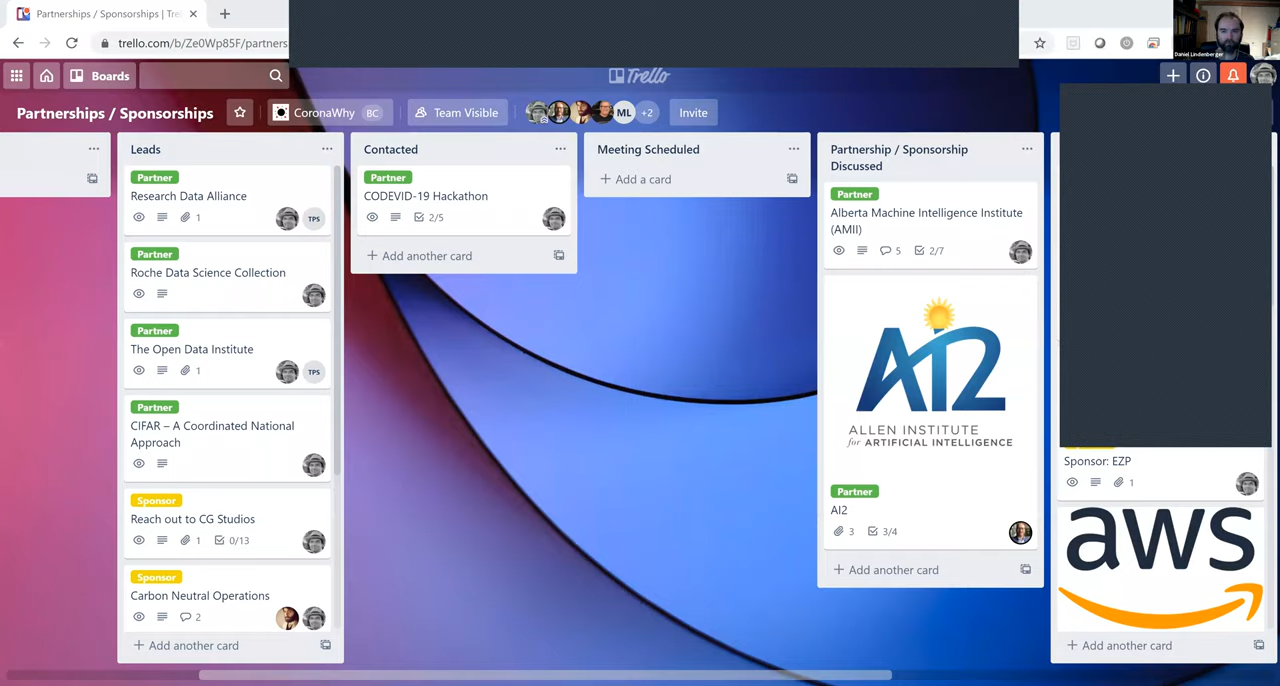 Partnerships / Sponsorships | Tre
trello.com/b/Ze0Wp85F/partners
Daniel Lindenberger
Boards
Trello
Partnerships / Sponsorships
CoronaWhy BC
Team Visible
ML
+2
Invite
Leads
Partner
Research Data Alliance
1
TPS
Partner
Roche Data Science Collection
Partner
The Open Data Institute
1
TPS
Partner
CIFAR – A Coordinated National
Approach
Sponsor
Reach out to CG Studios
1
0/13
Sponsor
Carbon Neutral Operations
2
+ Add another card
Contacted
Partner
CODEVID-19 Hackathon
2/5
+ Add another card
Meeting Scheduled
+ Add a card
Partnership / Sponsorship
Discussed
Partner
Alberta Machine Intelligence Institute
(AMII)
5
2/7
AI2
ALLEN INSTITUTE
for ARTIFICIAL INTELLIGENCE
Partner
AI2
3
3/4
+ Add another card
Sponsor: EZP
1
aws
+ Add another card